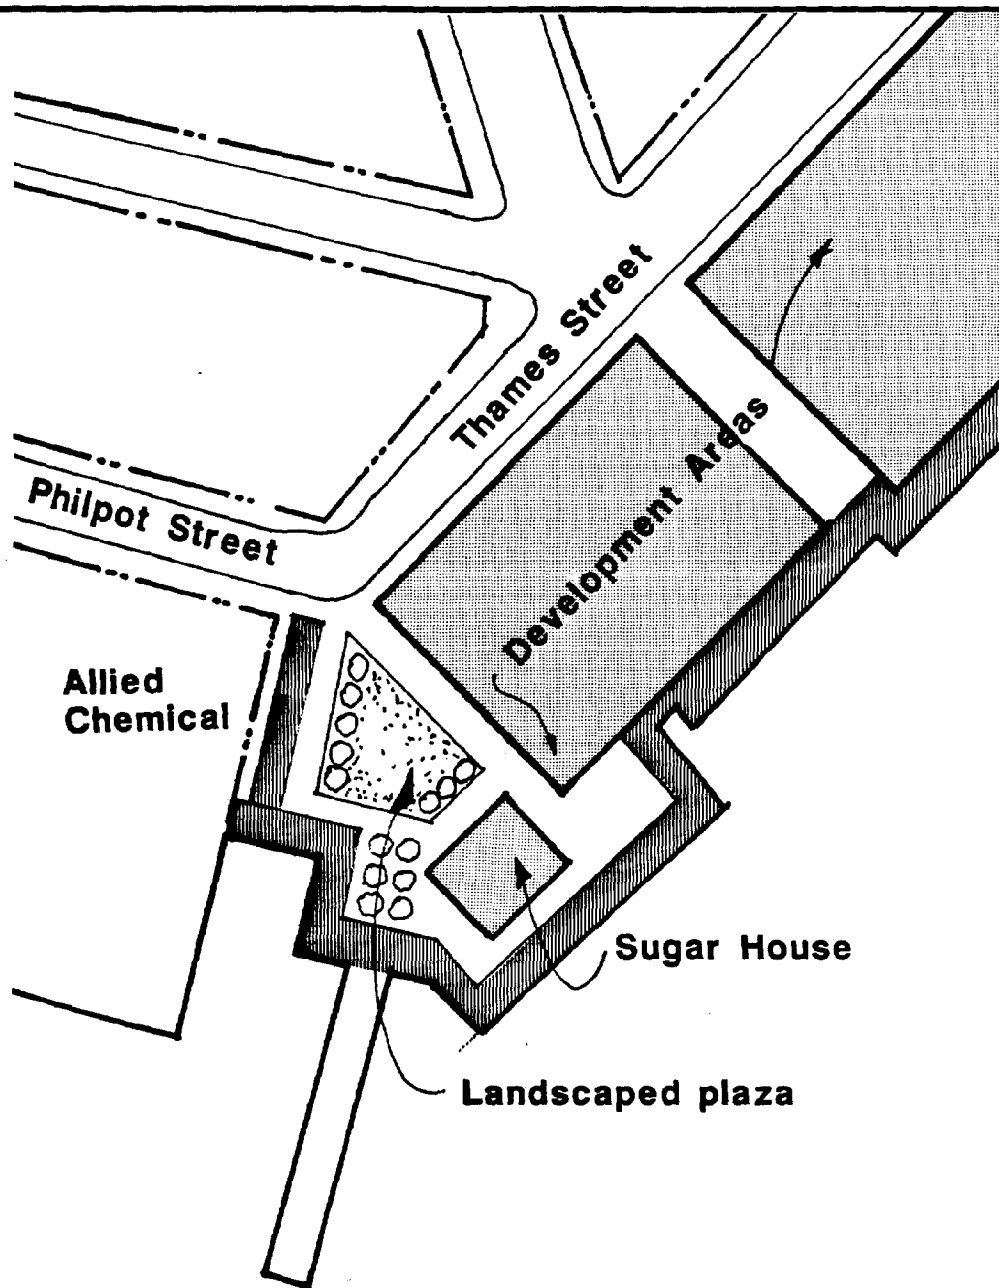 Thames Street
Philpot Street
Development Areas
Allied
Chemical
Sugar House
Landscaped plaza